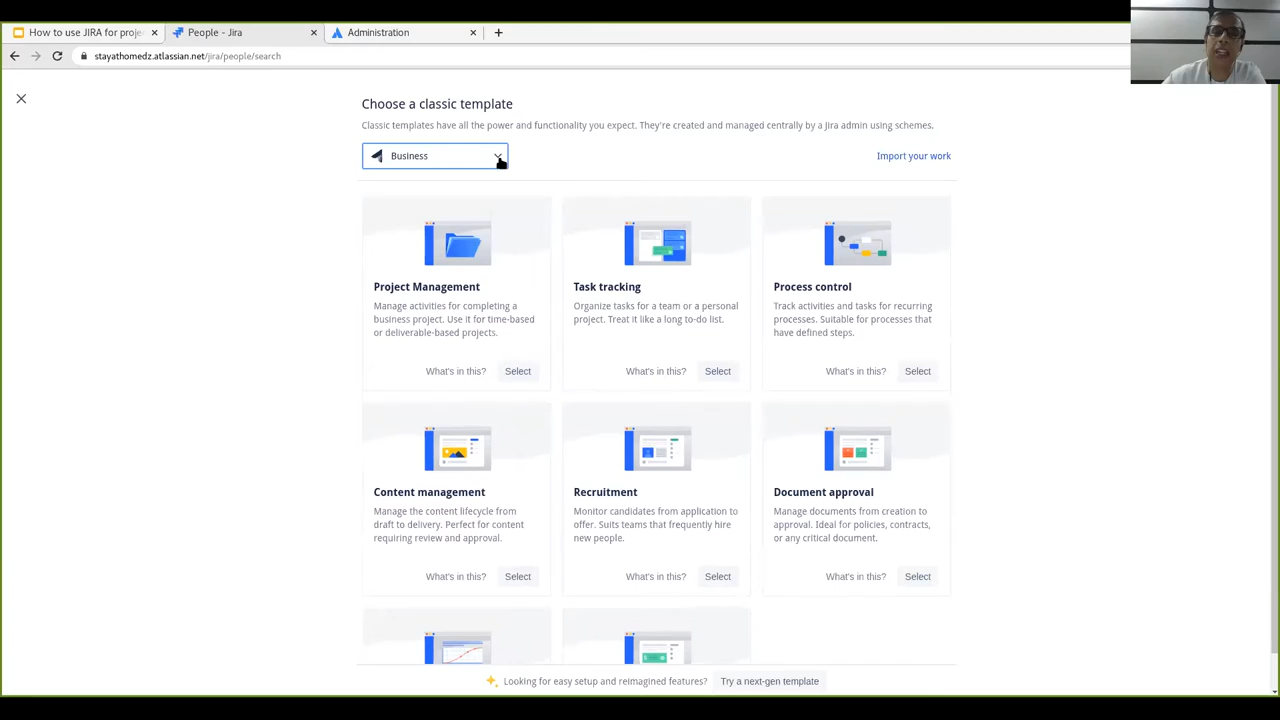 How to use JIRA for proje
People - Jira
Administration
stayathomedz.atlassian.net/jira/people/search
Choose a classic template
Classic templates have all the power and functionality you expect. They're created and managed centrally by a Jira admin using schemes.
Business
Import your work
Project Management
Manage activities for completing a
business project. Use it for time-based
or deliverable-based projects.
What's in this?
Select
Task tracking
Organize tasks for a team or a personal
project. Treat it like a long to-do list.
What's in this?
Select
Process control
Track activities and tasks for recurring
processes. Suitable for processes that
have defined steps.
What's in this?
Select
Content management
Manage the content lifecycle from
draft to delivery. Perfect for content
requiring review and approval.
What's in this?
Select
Recruitment
Monitor candidates from application to
offer. Suits teams that frequently hire
new people.
What's in this?
Select
Document approval
Manage documents from creation to
approval. Ideal for policies, contracts,
or any critical document.
What's in this?
Select
Looking for easy setup and reimagined features?
Try a next-gen template